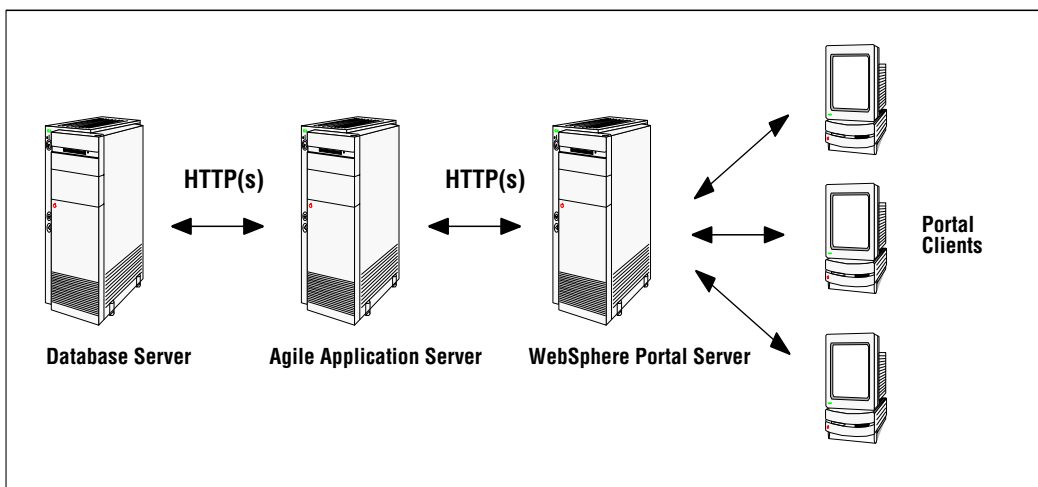 HTTP(s)
HTTP(s)
Portal
Clients
Database Server
Agile Application Server
WebSphere Portal Server